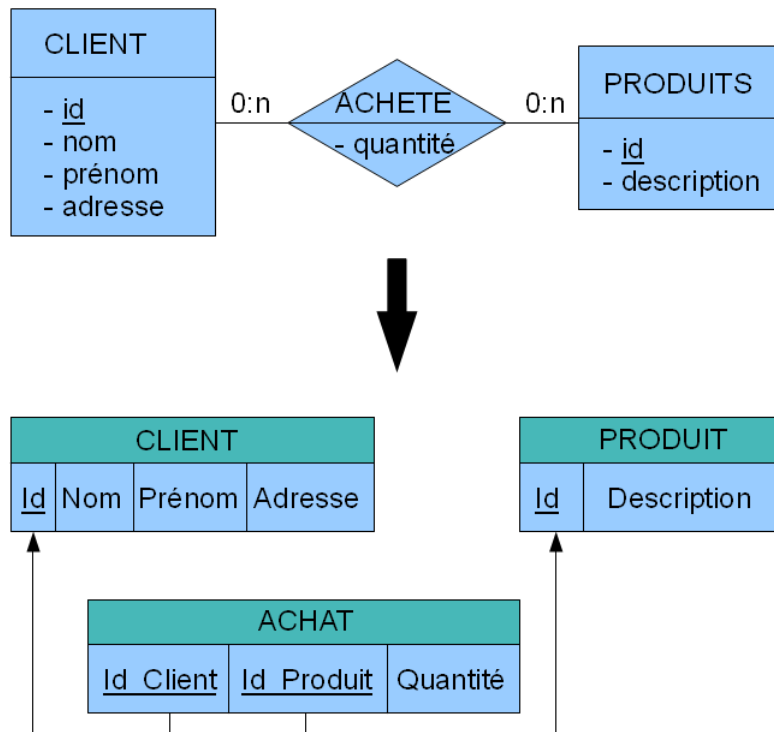 CLIENT
- id
- nom
- prénom
- adresse
0:n
ACHETE
- quantité
0:n
PRODUITS
- id
- description
CLIENT
Id Nom Prénom Adresse
PRODUIT
Id Description
ACHAT
Id_Client Id_Produit Quantité